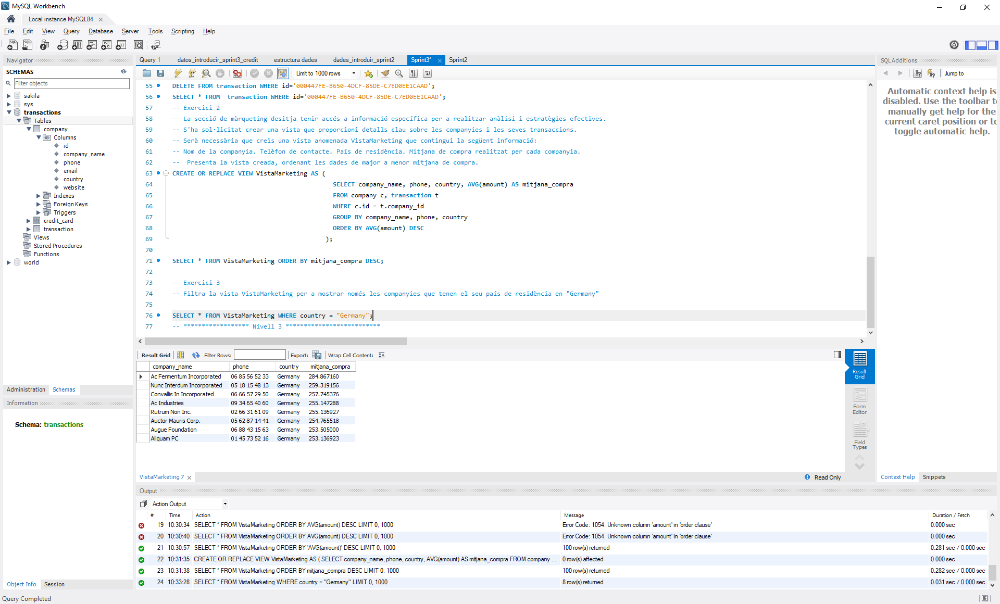 MySQL Workbench
Local instance MySQL84
File Edit View Query Database Server Tools Scripting Help
Navigator
SCHEMAS
Filter objects
sakila
sys
transactions
Tables
company
Columns
id
company_name
phone
email
country
website
Indexes
Foreign Keys
Triggers
credit_card
transaction
Views
Stored Procedures
Functions
world
Administration Schemas
Information
Schema: transactions
Object Info Session
Query Completed
Query 1 datos_introducir_sprint3_credit estructura dades dades_introduir_sprint2 Sprint3* Sprint2
Limit to 1000 rows
55 DELETE FROM transaction WHERE id='000447FE-B650-4DCF-85DE-C7ED0EE1CAAD';
56 SELECT * FROM  transaction WHERE id='000447FE-B650-4DCF-85DE-C7ED0EE1CAAD';
57 -- Exercici 2
58 -- La secció de màrqueting desitja tenir accés a informació específica per a realitzar anàlisi i estratègies efectives.
59 -- S'ha sol·licitat crear una vista que proporioni detalls clau sobre les companyies i les seves transaccions.
60 -- Serà necessària que creïs una vista anomenada VistaMarketing que contingui la següent informació:
61 -- Nom de la companyia. Telèfon de contacte. País de residència. Mitjana de compra realitzat per cada companyia.
62 --  Presenta la vista creada, ordenant les dades de major a menor mitjana de compra.
63 CREATE OR REPLACE VIEW VistaMarketing AS (
64 SELECT company_name, phone, country, AVG(amount) AS mitjana_compra
65 FROM company c, transaction t
66 WHERE c.id = t.company_id
67 GROUP BY company_name, phone, country
68 ORDER BY AVG(amount) DESC
69 );
70
71 SELECT * FROM VistaMarketing ORDER BY mitjana_compra DESC;
72
73 -- Exercici 3
74 -- Filtra la vista VistaMarketing per a mostrar només les companyies que tenen el seu país de residència en "Germany"
75
76 SELECT * FROM VistaMarketing WHERE country = "Germany";
77 -- ****************** Nivell 3 **************************
Result Grid Filter Rows: Export: Wrap Cell Content:
company_name phone country mitjana_compra
Ac Fermentum Incorporated 06 85 56 52 33 Germany 284.867160
Nunc Interdum Incorporated 05 18 15 48 13 Germany 259.319156
Convallis In Incorporated 06 66 57 29 50 Germany 257.745376
Ac Industries 09 34 65 40 60 Germany 255.147288
Rutrum Non Inc. 02 66 31 61 09 Germany 255.136927
Auctor Mauris Corp. 05 62 87 14 41 Germany 254.765518
Augue Foundation 06 88 43 15 63 Germany 253.505000
Aliquam PC 01 45 73 52 16 Germany 253.136923
Result Grid
Form Editor
Field Types
VistaMarketing 7 Read Only
Output
Action Output
# Time Action Message Duration / Fetch
19 10:30:34 SELECT * FROM VistaMarketing ORDER BY AVG(amount) DESC LIMIT 0, 1000 Error Code: 1054. Unknown column 'amount' in 'order clause' 0.000 sec
20 10:30:40 SELECT * FROM VistaMarketing ORDER BY AVG(amount) DESC LIMIT 0, 1000 Error Code: 1054. Unknown column 'amount' in 'order clause' 0.000 sec
21 10:30:57 SELECT * FROM VistaMarketing ORDER BY 'AVG(amount)' DESC LIMIT 0, 1000 100 row(s) returned 0.281 sec / 0.000 sec
22 10:31:35 CREATE OR REPLACE VIEW VistaMarketing AS ( SELECT company_name, phone, country, AVG(amount) AS mitjana_compra FROM company ... 0 row(s) affected 0.000 sec
23 10:31:38 SELECT * FROM VistaMarketing ORDER BY mitjana_compra DESC LIMIT 0, 1000 100 row(s) returned 0.282 sec / 0.000 sec
24 10:33:28 SELECT * FROM VistaMarketing WHERE country = "Germany" LIMIT 0, 1000 8 row(s) returned 0.031 sec / 0.000 sec
SQLAdditions
Jump to
Automatic context help is
disabled. Use the toolbar to
manually get help for the
current caret position or to
toggle automatic help.
Context Help Snippets